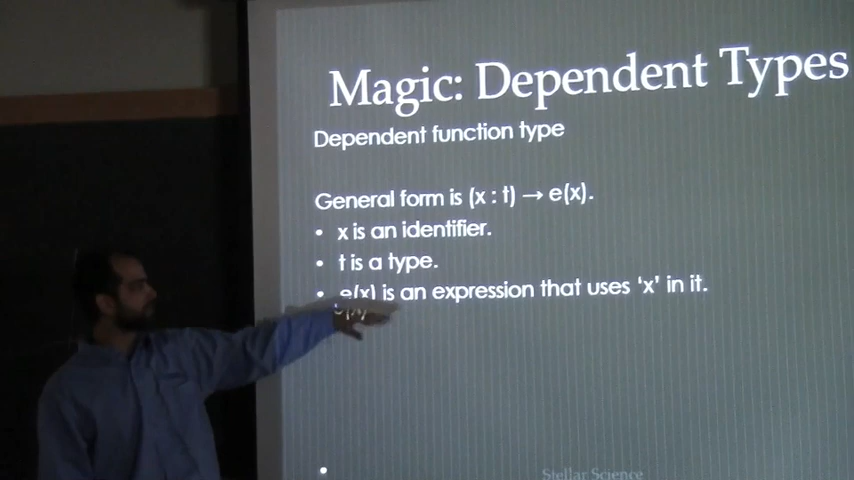 Magic: Dependent Types
Dependent function type
General form is (x : t) → e(x).
• x is an identifier.
• t is a type.
• e(x) is an expression that uses ‘x’ in it.
Stellar Science